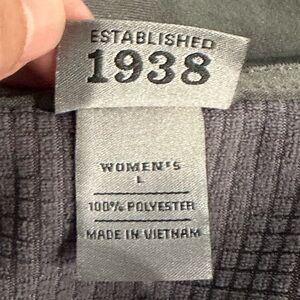 ESTABLISHED
1938
WOMEN'S
L
100% POLYESTER
MADE IN VIETNAM